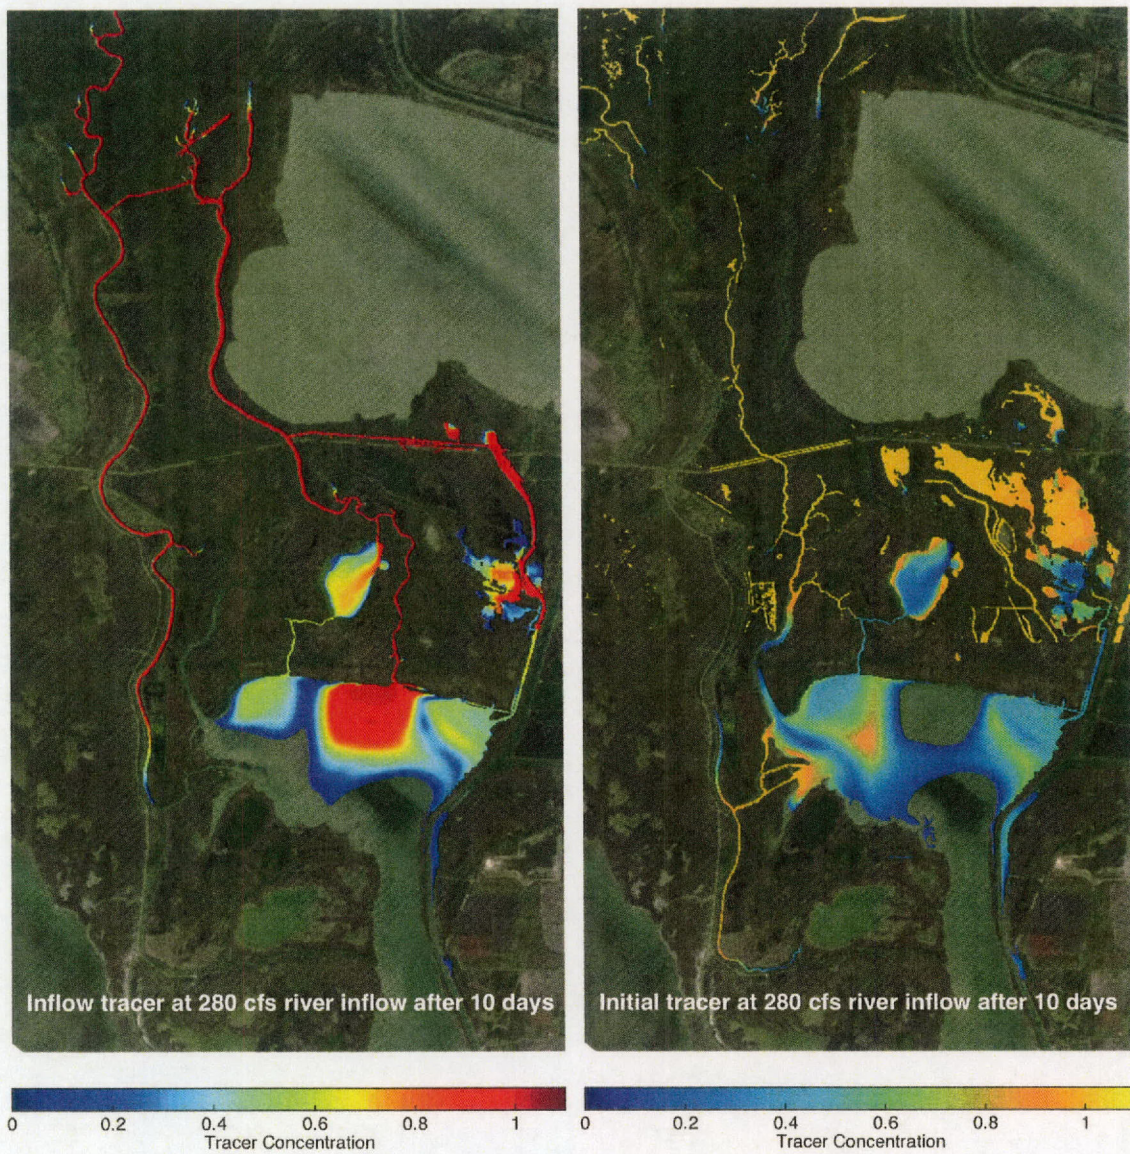 Inflow tracer at 280 cfs river inflow after 10 days
Initial tracer at 280 cfs river inflow after 10 days
0 0.2 0.4 0.6 0.8 1
Tracer Concentration
0 0.2 0.4 0.6 0.8 1
Tracer Concentration